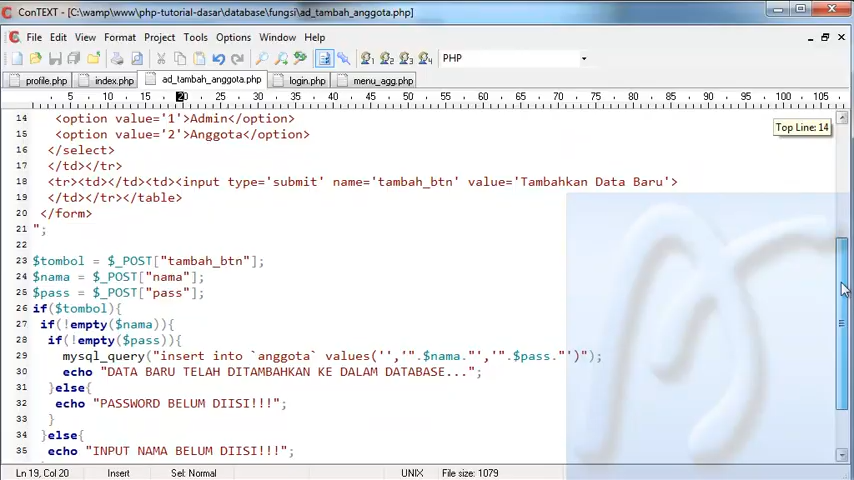 ConTEXT - [C:\wamp\www\php-tutorial-dasar\database\fungsi\ad_tambah_anggota.php]
File Edit View Format Project Tools Options Window Help
PHP
profile.php index.php ad_tambah_anggota.php login.php menu_agg.php
5 10 15 20 25 30 35 40 45 50 55 60 65 70 75 80 85 90 95 100 105
14 <option value='1'>Admin</option>
Top Line: 14
15 <option value='2'>Anggota</option>
16 </select>
17 </td></tr>
18 <tr><td></td><td><input type='submit' name='tambah_btn' value='Tambahkan Data Baru'>
19 </td></tr></table>
20 </form>
21 ";
22
23 $tombol = $_POST["tambah_btn"];
24 $nama = $_POST["nama"];
25 $pass = $_POST["pass"];
26 if($tombol){
27 if(!empty($nama)){
28 if(!empty($pass)){
29 mysql_query("insert into `anggota` values('','".$nama."','".$pass."')");
30 echo "DATA BARU TELAH DITAMBAHKAN KE DALAM DATABASE...";
31 }else{
32 echo "PASSWORD BELUM DIISI!!!";
33 }
34 }else{
35 echo "INPUT NAMA BELUM DIISI!!!";
Ln 19, Col 20 Insert Sel: Normal UNIX File size: 1079